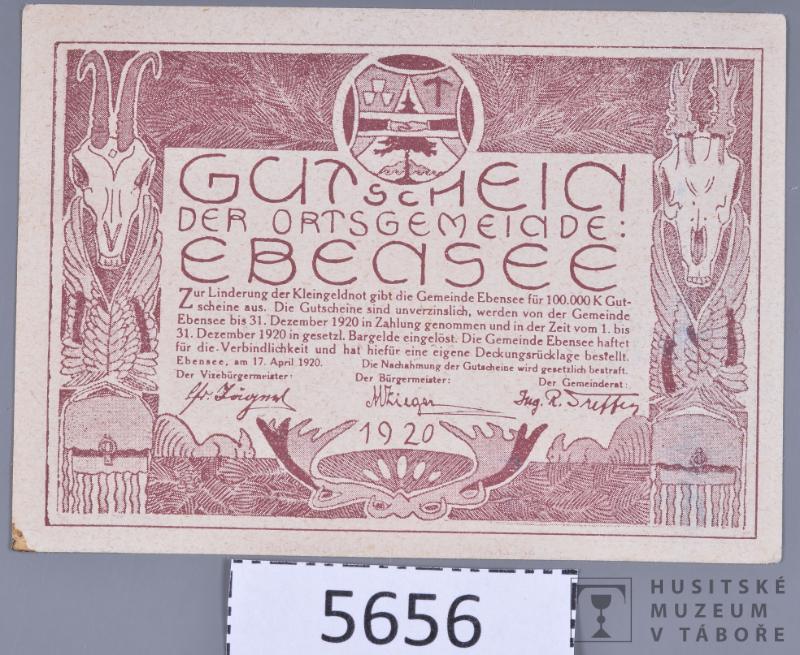 GUTSCHEIN
DER ORTSGEMEINDE:
EBENSEE
Zur Linderung der Kleingeldnot gibt die Gemeinde Ebensee für 100.000 K Gut-
scheine aus. Die Gutscheine sind unverzinslich, werden von der Gemeinde
Ebensee bis 31. Dezember 1920 in Zahlung genommen und in der Zeit vom 1. bis
31. Dezember 1920 in gesetzl. Bargelde eingelöst. Die Gemeinde Ebensee haftet
für die Verbindlichkeit und hat hiefür eine eigene Deckungsrücklage bestellt.
Ebensee, am 17. April 1920. Die Nachahmung der Gutscheine wird gesetzlich bestraft.
Der Vizebürgermeister: Der Bürgermeister: Der Gemeinderat:
Ing. R.
1920
5656
HUSITSKÉ
MUZEUM
V TÁBOŘE